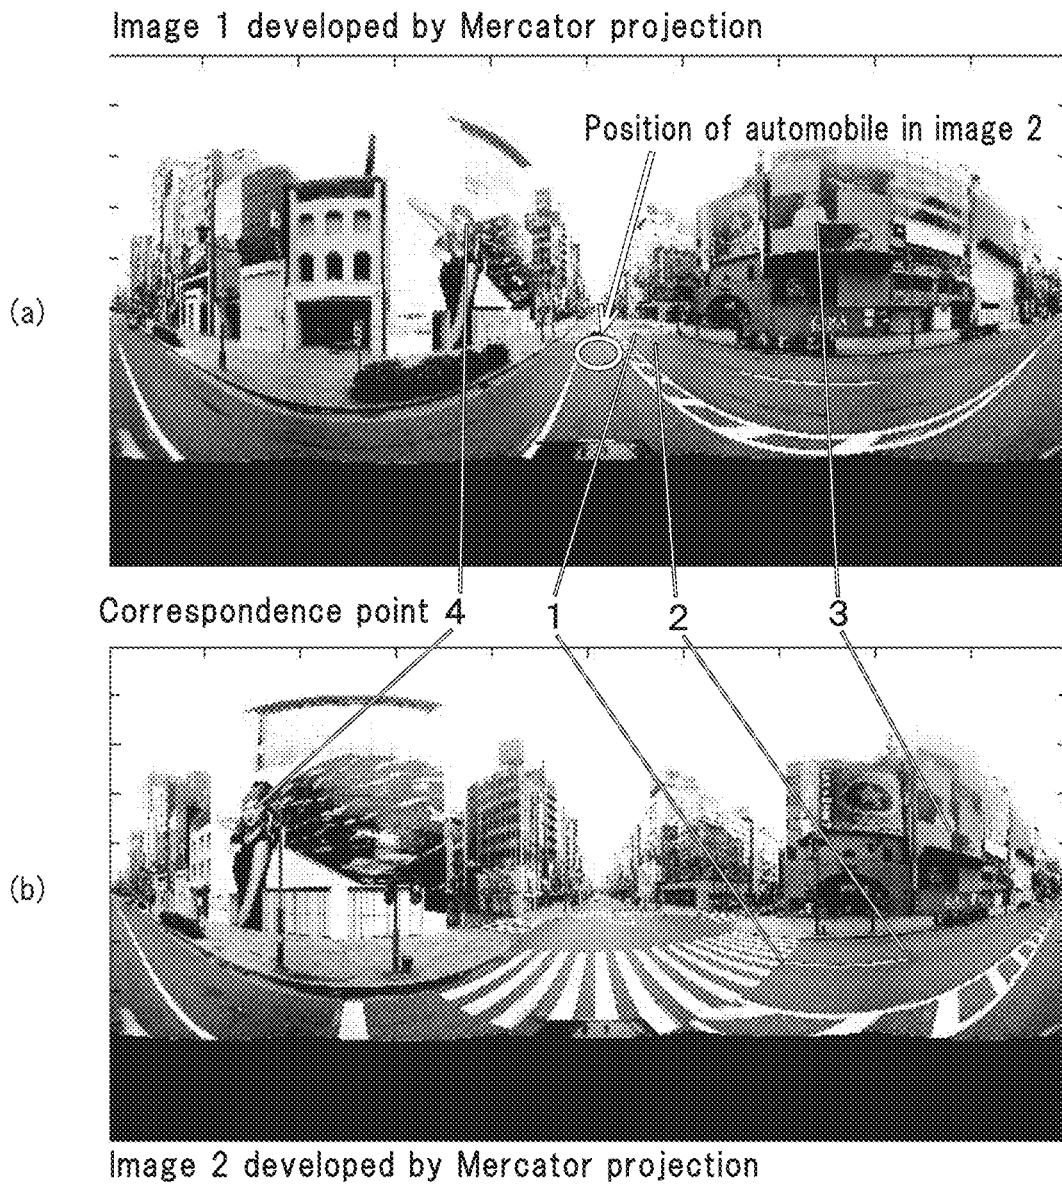 Image 1 developed by Mercator projection
Position of automobile in image 2
(a)
Correspondence point 4 1 2 3
(b)
Image 2 developed by Mercator projection